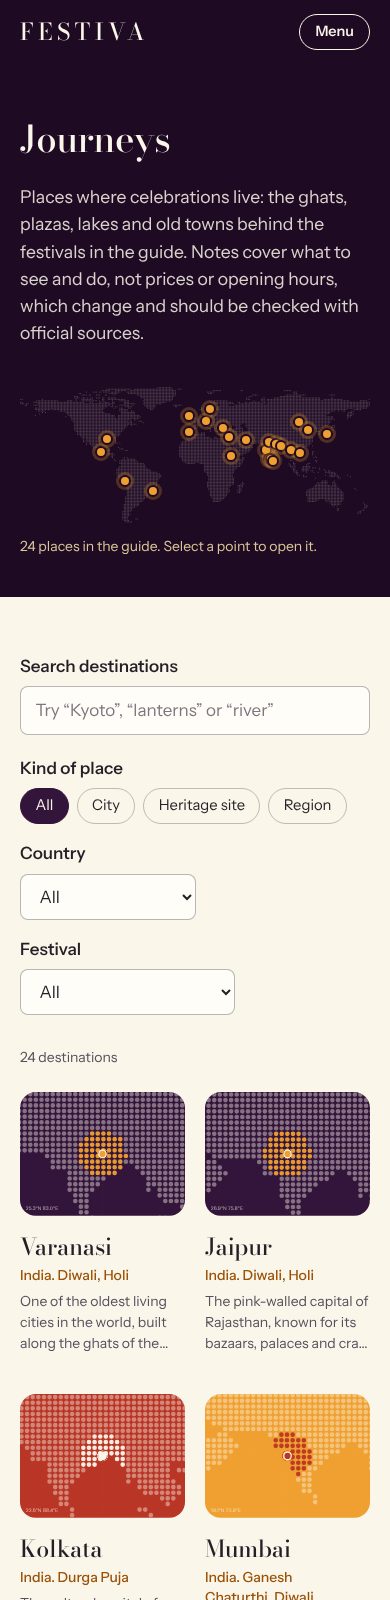 FESTIVA
Menu
Journeys
Places where celebrations live: the ghats,
plazas, lakes and old towns behind the
festivals in the guide. Notes cover what to
see and do, not prices or opening hours,
which change and should be checked with
official sources.
24 places in the guide. Select a point to open it.
Search destinations
Try “Kyoto”, “lanterns” or “river”
Kind of place
All
City
Heritage site
Region
Country
All
Festival
All
24 destinations
Varanasi
India. Diwali, Holi
One of the oldest living
cities in the world, built
along the ghats of the...
Jaipur
India. Diwali, Holi
The pink-walled capital of
Rajasthan, known for its
bazaars, palaces and cra...
Kolkata
India. Durga Puja
Mumbai
India. Ganesh
Chaturthi, Diwali